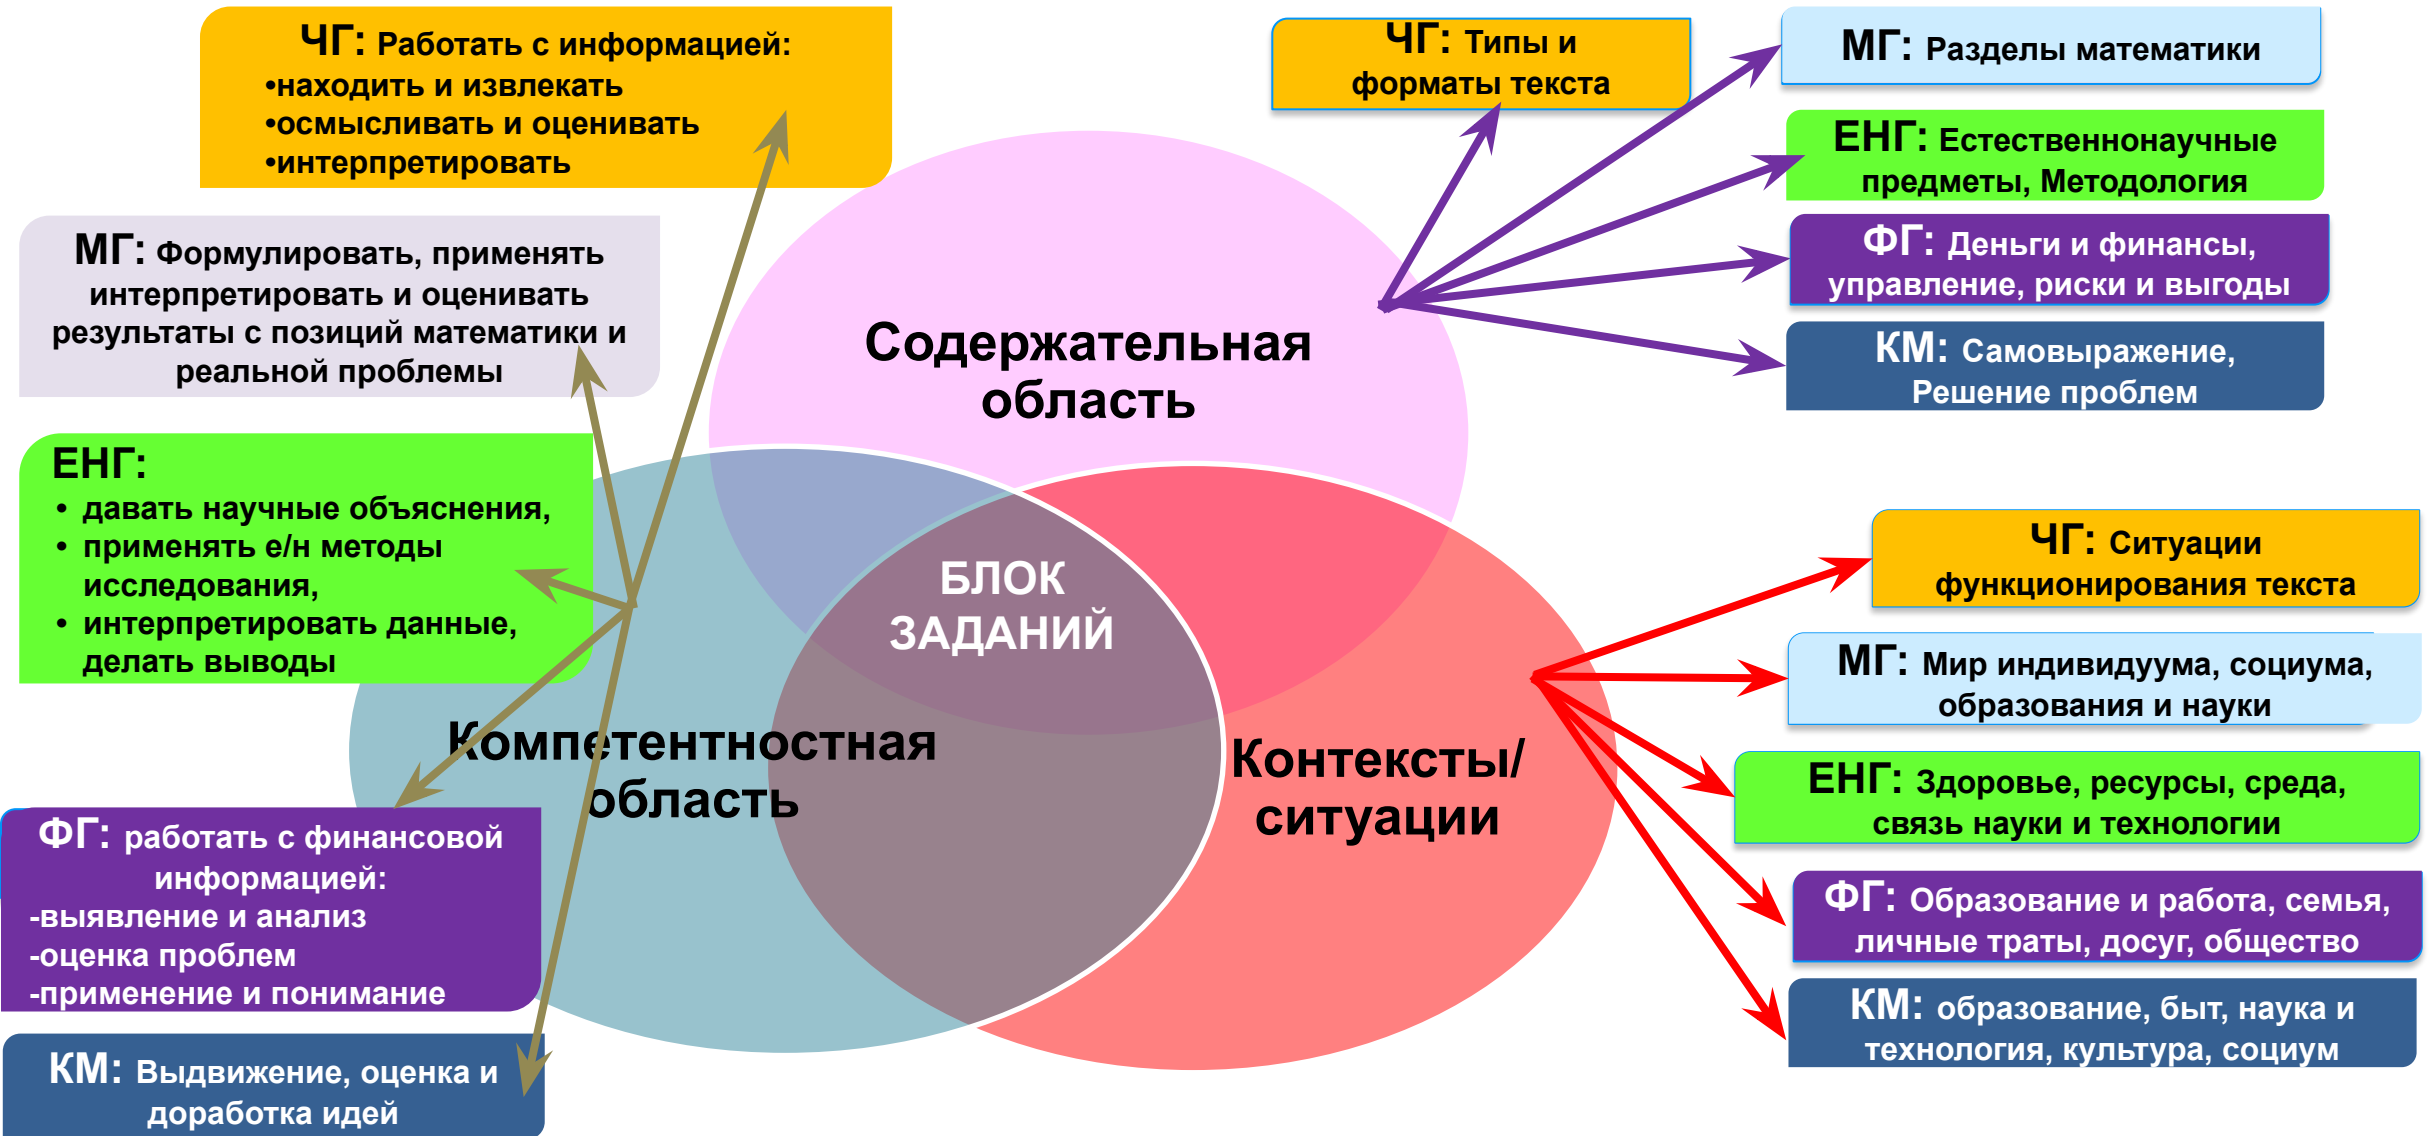 ЧГ: Работать с информацией:
•находить и извлекать
•осмысливать и оценивать
•интерпретировать
МГ: Формулировать, применять
интерпретировать и оценивать
результаты с позиций математики и
реальной проблемы
ЕНГ:
• давать научные объяснения,
• применять е/н методы
исследования,
• интерпретировать данные,
делать выводы
ФГ: работать с финансовой
информацией:
-выявление и анализ
-оценка проблем
-применение и понимание
КМ: Выдвижение, оценка и
доработка идей
Содержательная
область
БЛОК
ЗАДАНИЙ
Компетентностная
область
Контексты/
ситуации
ЧГ: Типы и
форматы текста
МГ: Разделы математики
ЕНГ: Естественнонаучные
предметы, Методология
ФГ: Деньги и финансы,
управление, риски и выгоды
КМ: Самовыражение,
Решение проблем
ЧГ: Ситуации
функционирования текста
МГ: Мир индивидуума, социума,
образования и науки
ЕНГ: Здоровье, ресурсы, среда,
связь науки и технологии
ФГ: Образование и работа, семья,
личные траты, досуг, общество
КМ: образование, быт, наука и
технология, культура, социум